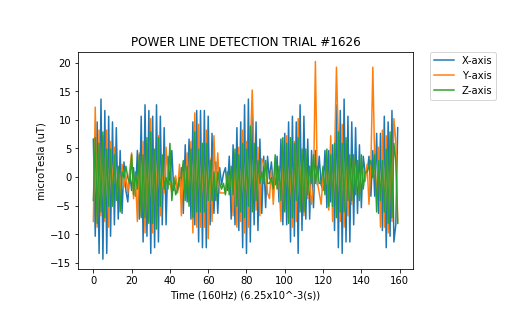 POWER LINE DETECTION TRIAL #1626
X-axis
Y-axis
Z-axis
microTesla (uT)
20
15
10
5
0
−5
−10
−15
0 20 40 60 80 100 120 140 160
Time (160Hz) (6.25x10^-3(s))